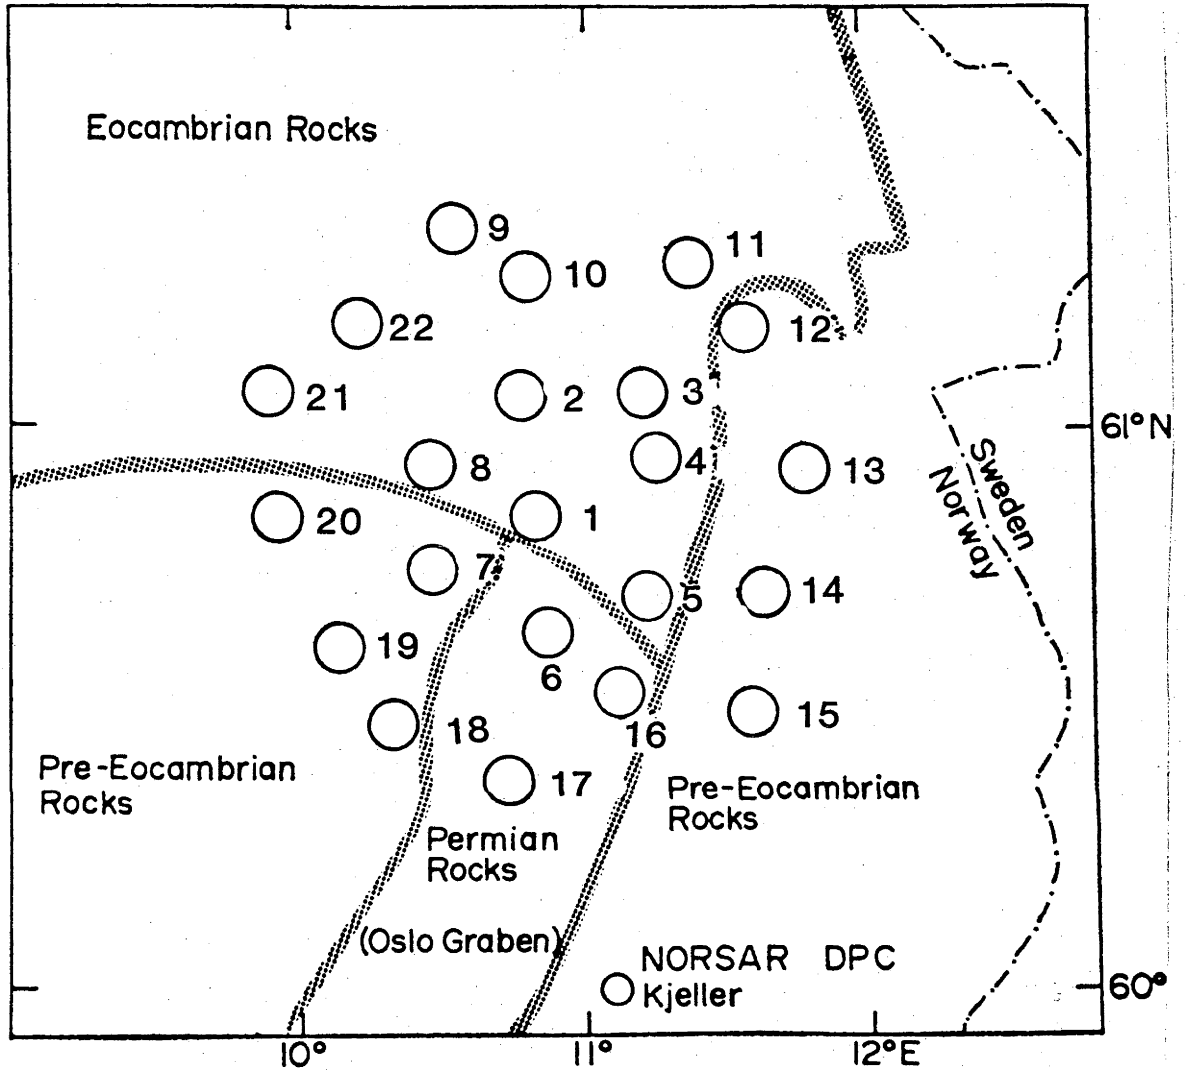 Eocambrian Rocks
9
11
10
22
12
21
2
3
61°N
8
4
13
Sweden
Norway
20
1
7
5
14
19
6
18
16
15
Pre-Eocambrian
Rocks
17
Pre-Eocambrian
Rocks
Permian
Rocks
(Oslo Graben)
NORSAR DPC
Kjeller
60°
10°
11°
12°E